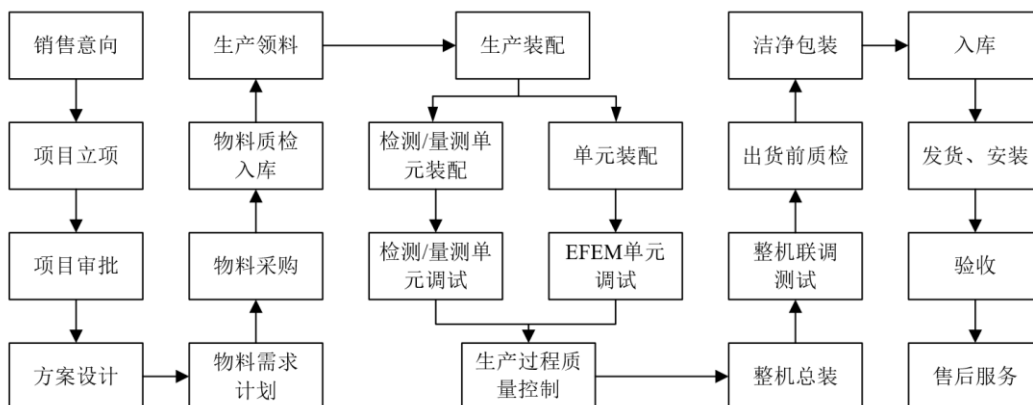 销售意向
项目立项
项目审批
方案设计
物料需求
计划
物料采购
物料质检
入库
生产领料
生产装配
检测/量测单
元装配
单元装配
检测/量测单
元调试
EFEM单元
调试
生产过程质
量控制
整机总装
整机联调
测试
出货前质检
洁净包装
入库
发货、安装
验收
售后服务